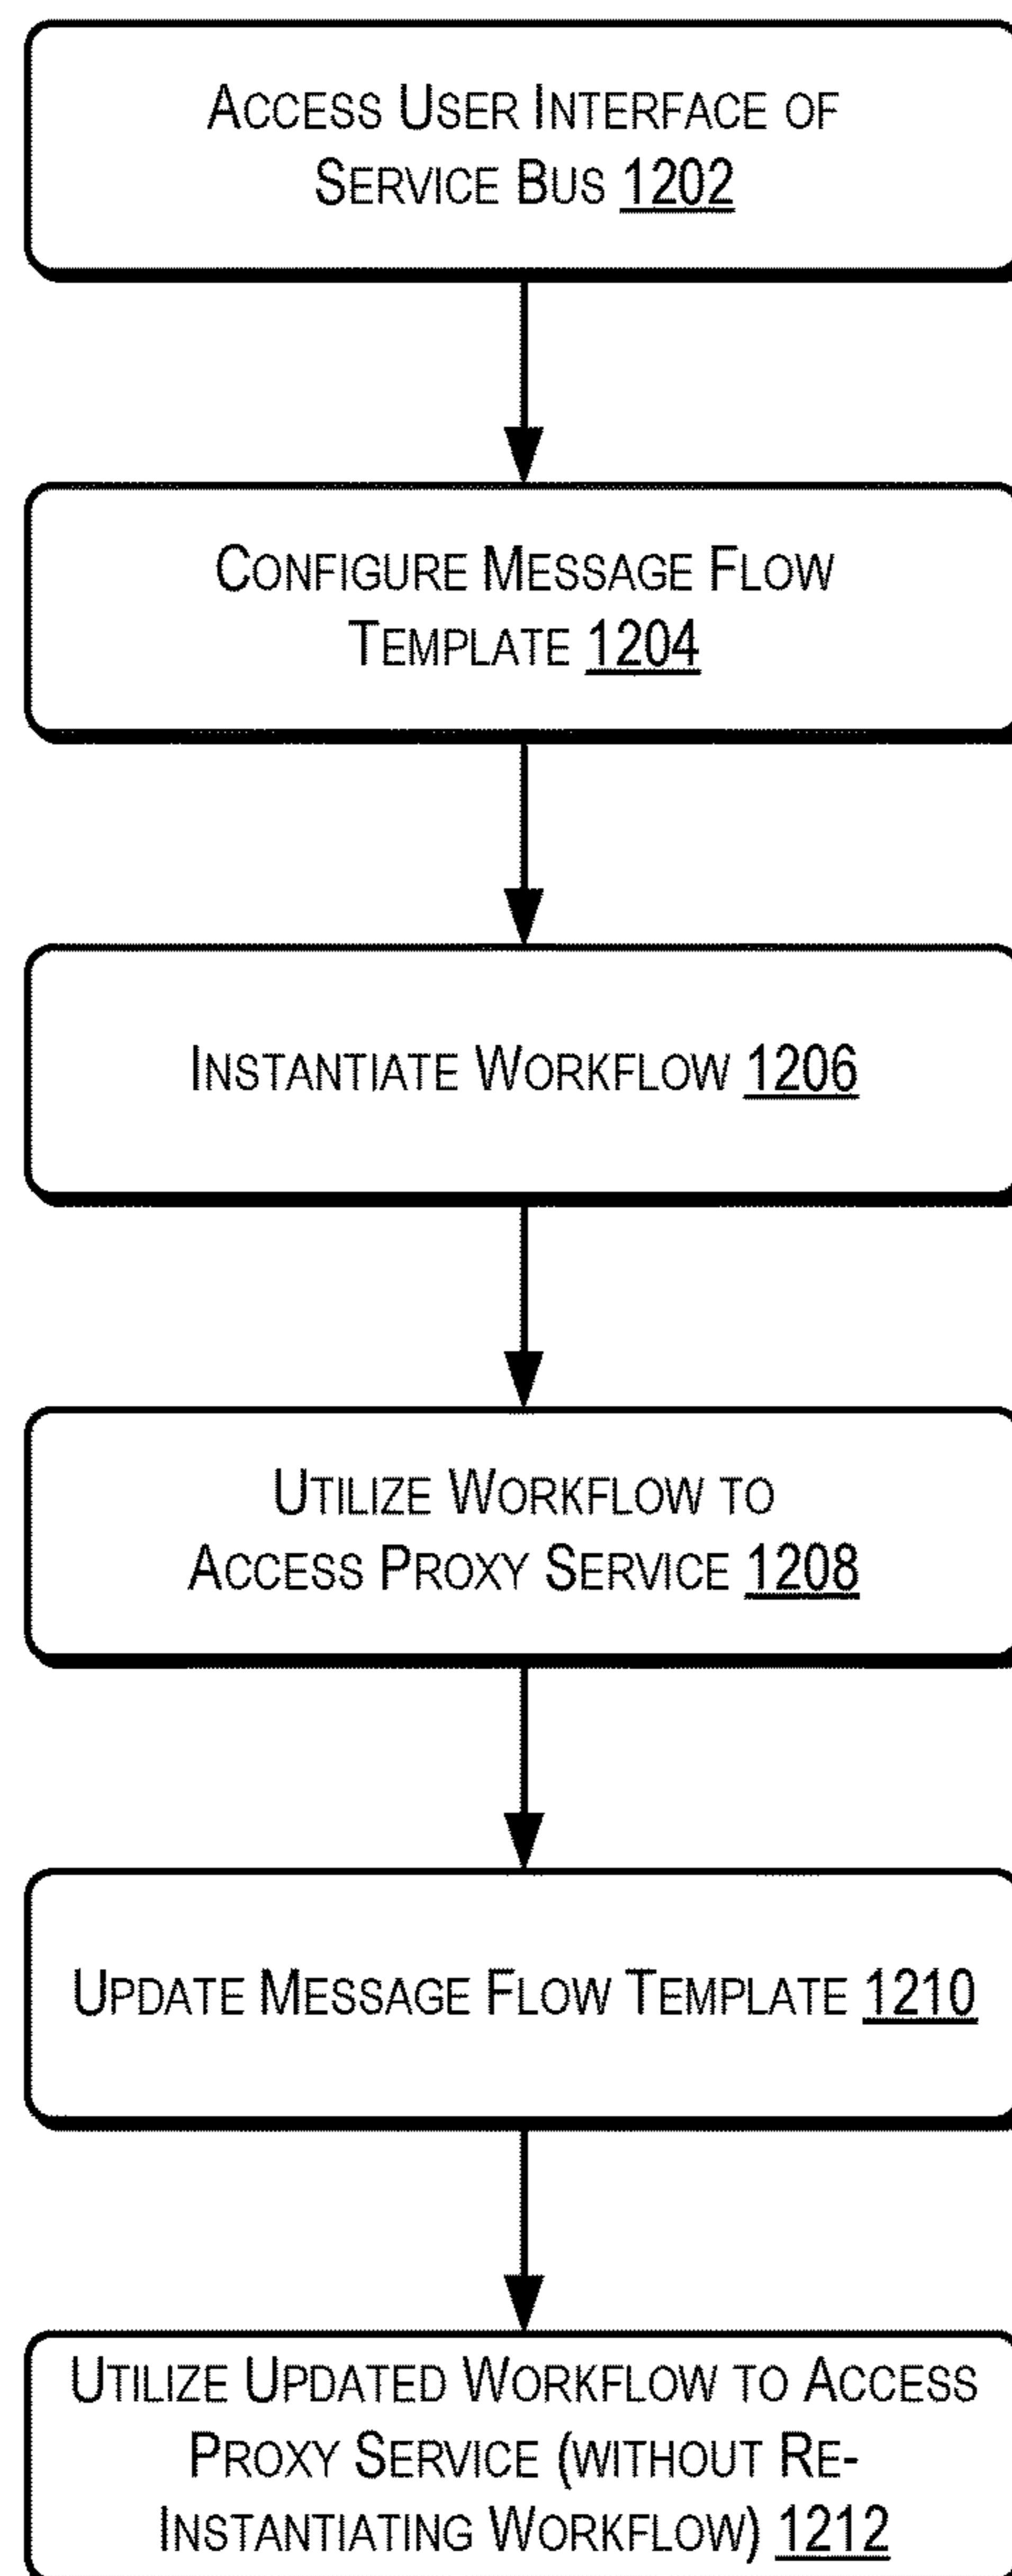 ACCESS USER INTERFACE OF
SERVICE BUS 1202
CONFIGURE MESSAGE FLOW
TEMPLATE 1204
INSTANTIATE WORKFLOW 1206
UTILIZE WORKFLOW TO
ACCESS PROXY SERVICE 1208
UPDATE MESSAGE FLOW TEMPLATE 1210
UTILIZE UPDATED WORKFLOW TO ACCESS
PROXY SERVICE (WITHOUT RE-
INSTANTIATING WORKFLOW) 1212